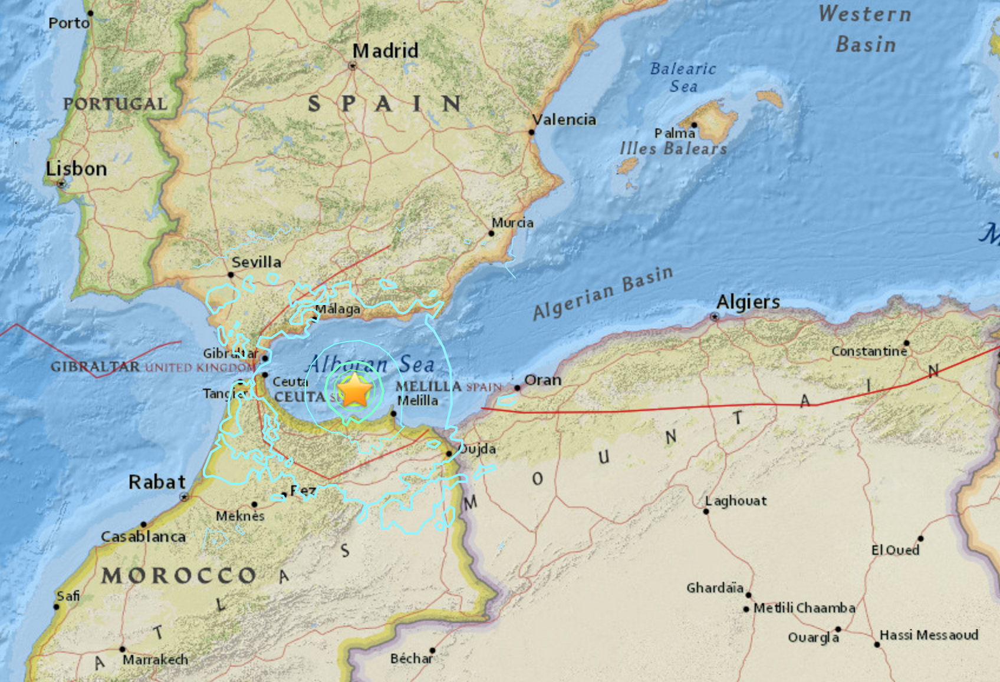 Western
Basin
Porto
Madrid
Balearic
Sea
PORTUGAL
SPAIN
Valencia
Palma
Illes Balears
Lisbon
Murcia
Sevilla
Algerian Basin
Algiers
Málaga
Gibraltar
GIBRALTAR UNITED KINGDOM
Alboran Sea
Constantine
Ceuta
CEUTA
MELILLA SPAIN
Oran
Melilla
Oujda
Rabat
Fez
Meknès
Laghouat
Casablanca
El Oued
MOROCCO
Ghardaïa
Safi
Metlili Chaamba
Ouargla
Hassi Messaoud
Béchar
Marrakech
ATLAS MOUNTAIN